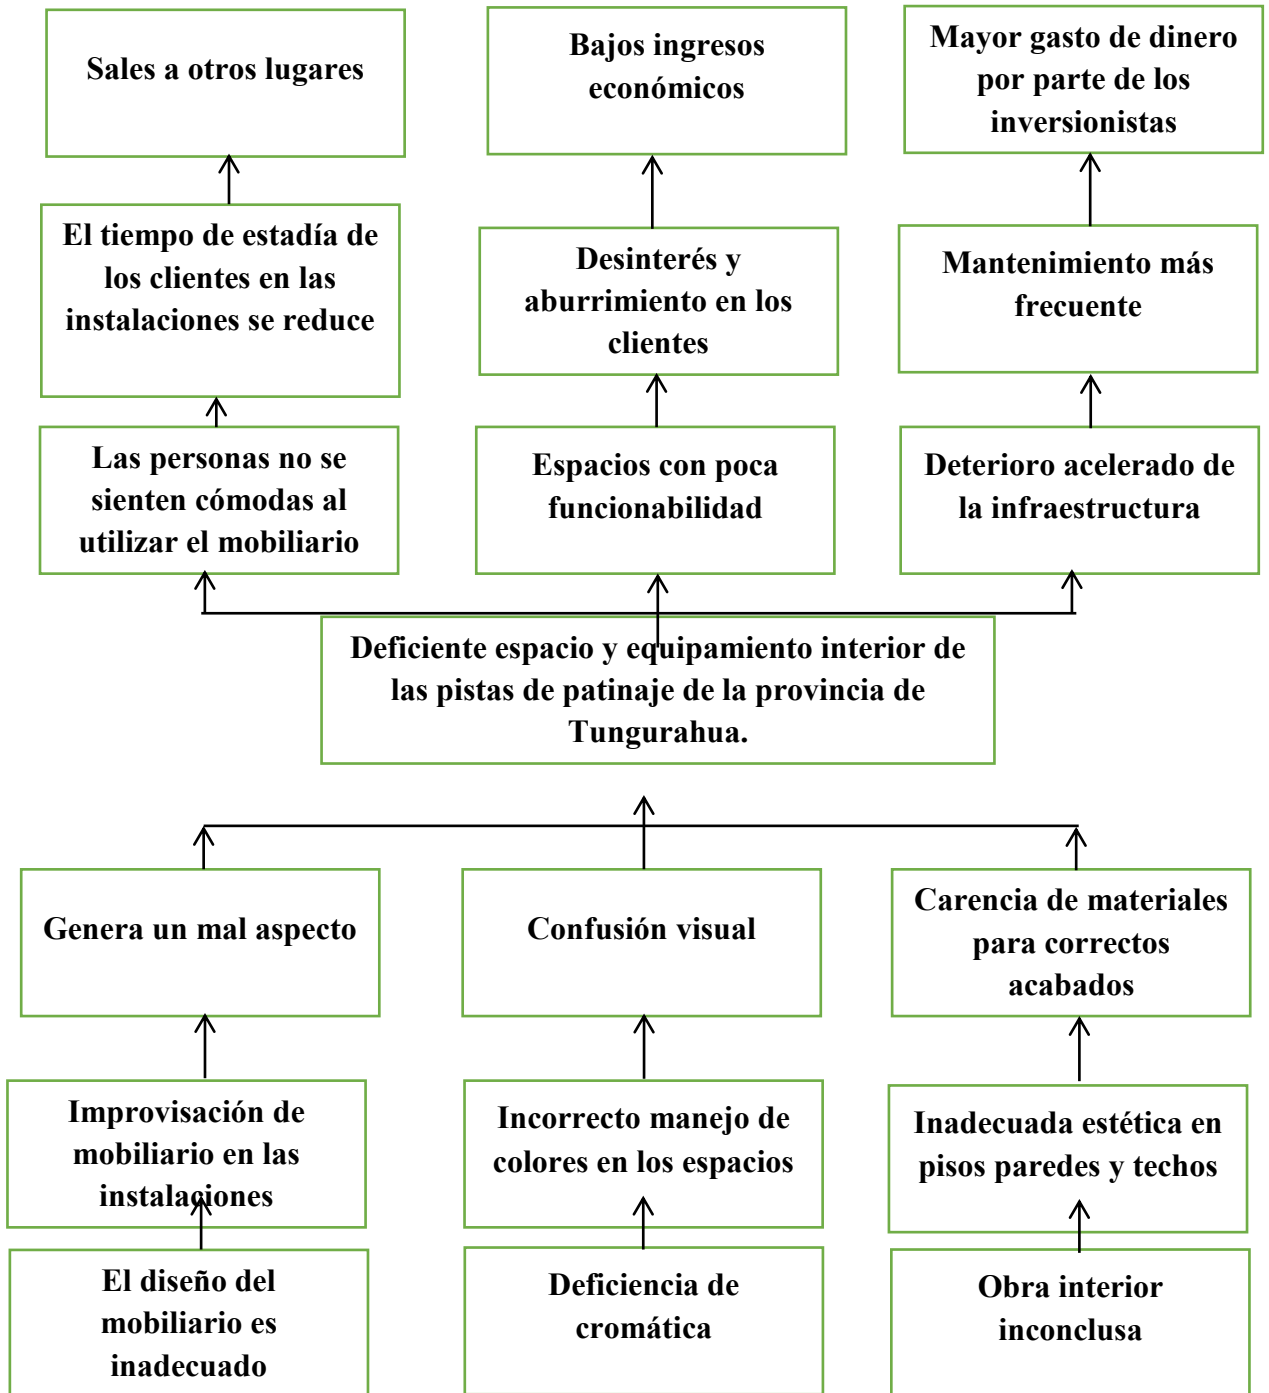 Sales a otros lugares
Bajos ingresos
económicos
Mayor gasto de dinero
por parte de los
inversionistas
El tiempo de estadía de
los clientes en las
instalaciones se reduce
Desinterés y
aburrimiento en los
clientes
Mantenimiento más
frecuente
Las personas no se
sienten cómodas al
utilizar el mobiliario
Espacios con poca
funcionabilidad
Deterioro acelerado de
la infraestructura
Deficiente espacio y equipamiento interior de
las pistas de patinaje de la provincia de
Tungurahua.
Genera un mal aspecto
Confusión visual
Carencia de materiales
para correctos
acabados
Improvisación de
mobiliario en las
instalaciones
Incorrecto manejo de
colores en los espacios
Inadecuada estética en
pisos paredes y techos
El diseño del
mobiliario es
inadecuado
Deficiencia de
cromática
Obra interior
inconclusa